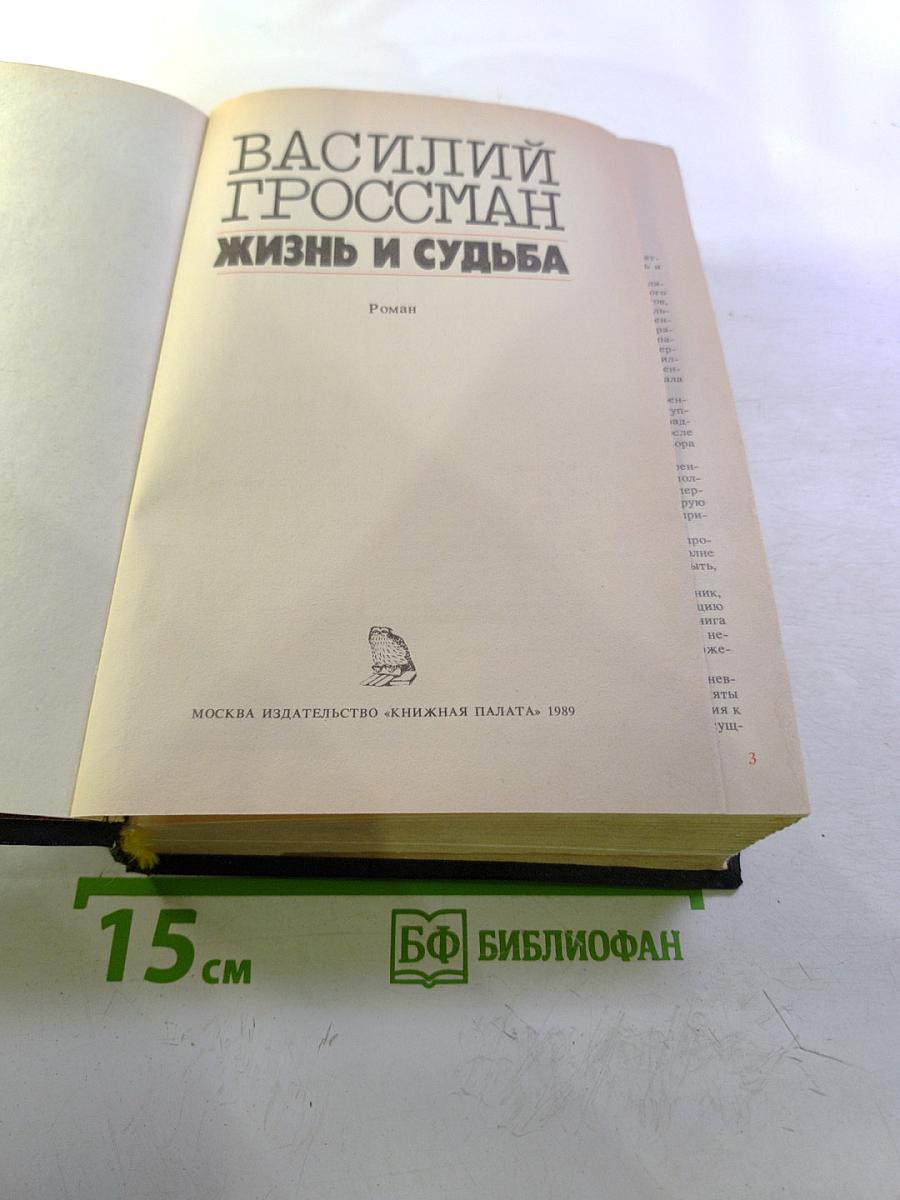 ВАСИЛИЙ
ГРОССМАН
ЖИЗНЬ И СУДЬБА
Роман
МОСКВА ИЗДАТЕЛЬСТВО «КНИЖНАЯ ПАЛАТА» 1989
3
15 см
БФ БИБЛИОФАН